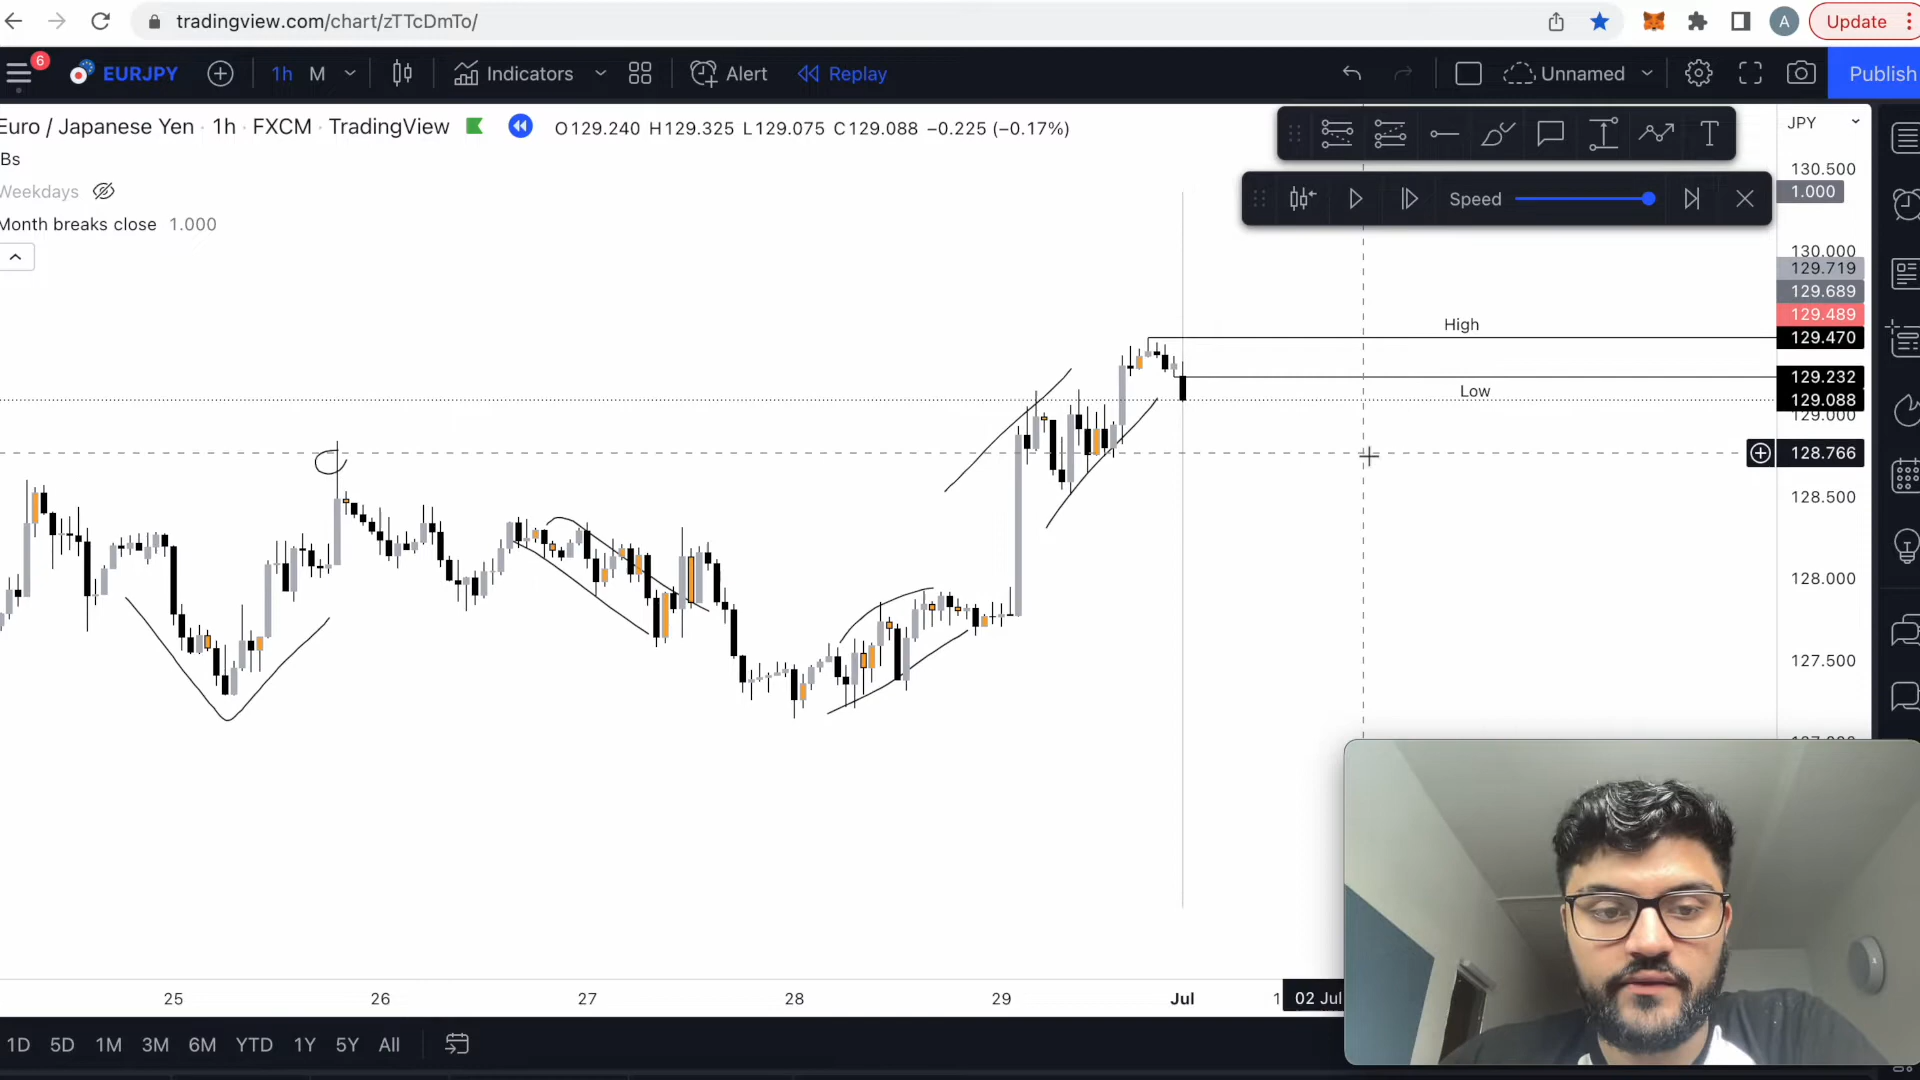 tradingview.com/chart/zTTcDmTo/
A
Update
6
EURJPY
1h
M
Indicators
Alert
Replay
Unnamed
Publish
Euro / Japanese Yen · 1h · FXCM · TradingView
O129.240 H129.325 L129.075 C129.088 −0.225 (−0.17%)
JPY
Bs
Weekdays
Month breaks close 1.000
T
Speed
130.500
1.000
130.000
129.719
129.689
129.489
High
129.470
129.232
Low
129.088
129.000
128.766
128.500
128.000
127.500
25
26
27
28
29
Jul
1
02 Jul
1D
5D
1M
3M
6M
YTD
1Y
5Y
All